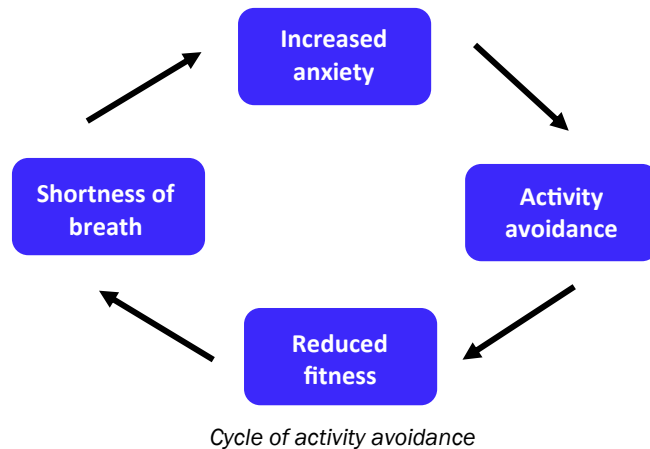 Increased
anxiety
Shortness of
breath
Activity
avoidance
Reduced
fitness
Cycle of activity avoidance